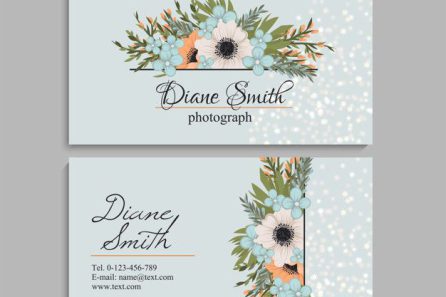 Diane Smith
photograph
Diane
Smith
Tel. 0-123-456-789
E-mail: name@text.com
www.text.com